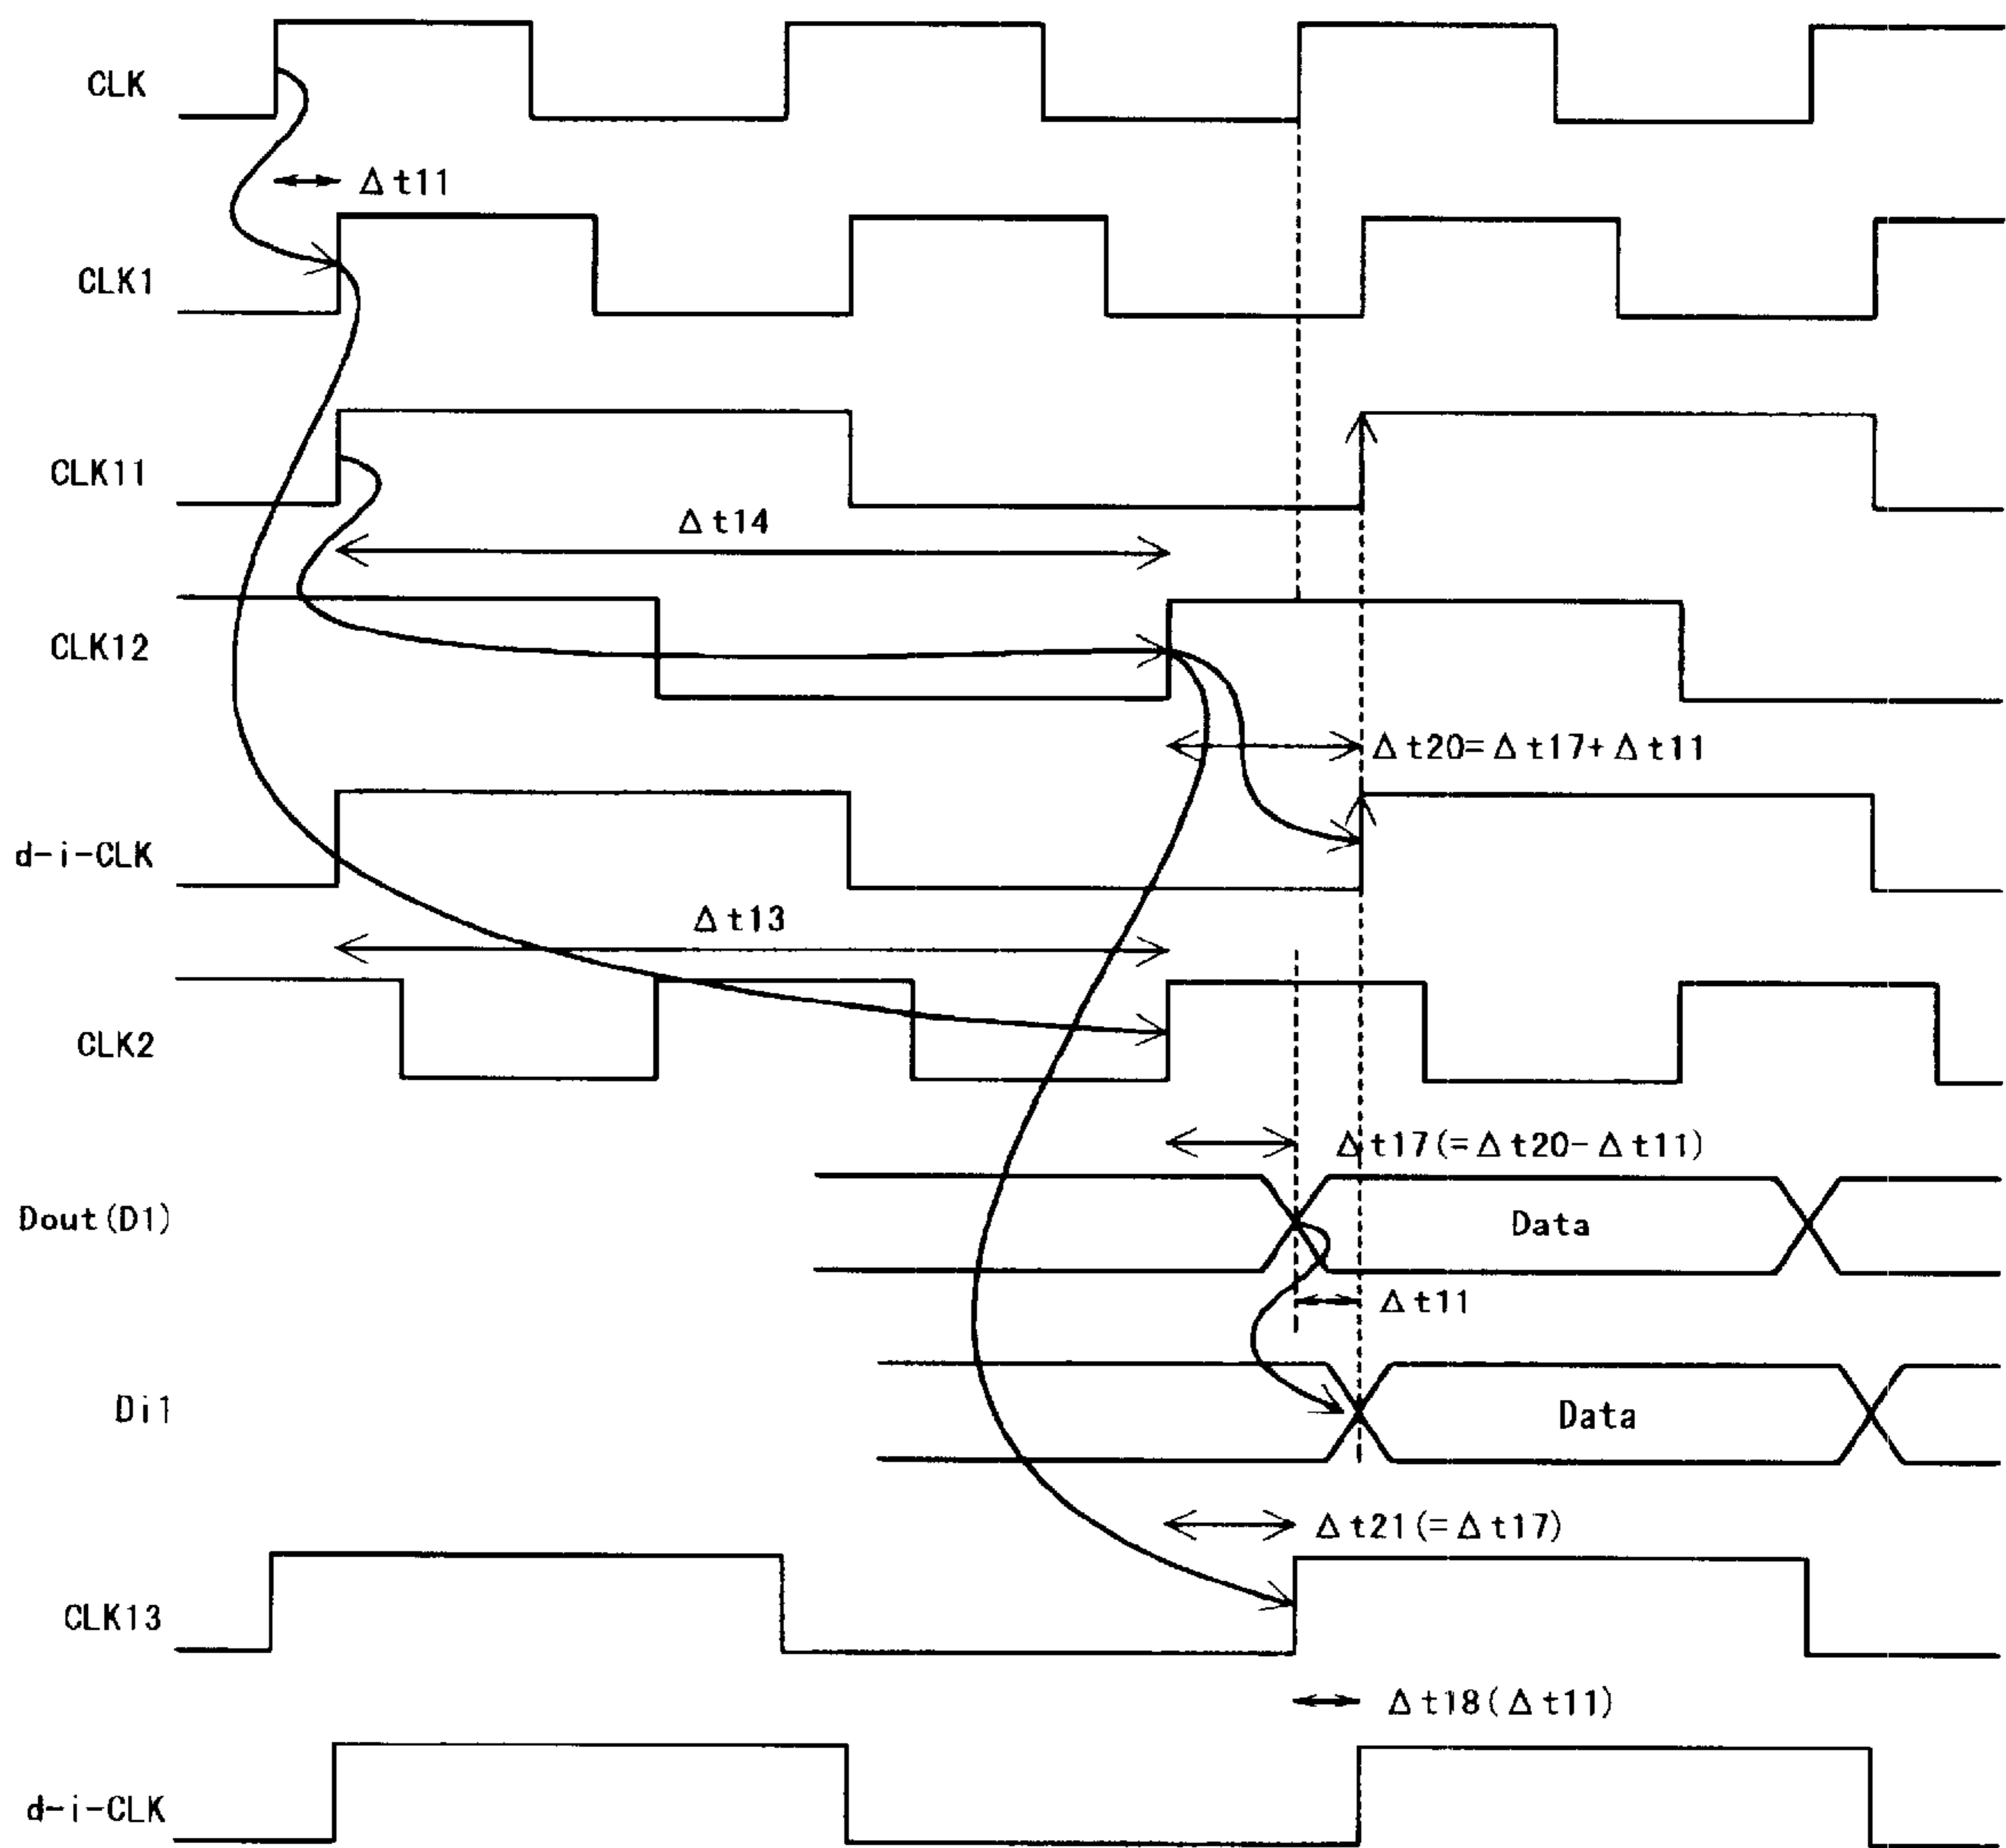 CLK
Δt11
CLK1
CLK11
Δt14
CLK12
Δt20=Δt17+Δt11
d-i-CLK
Δt13
CLK2
Δt17(=Δt20-Δt11)
Dout(D1)
Data
Δt11
Di1
Data
Δt21(=Δt17)
CLK13
Δt18(Δt11)
d-i-CLK